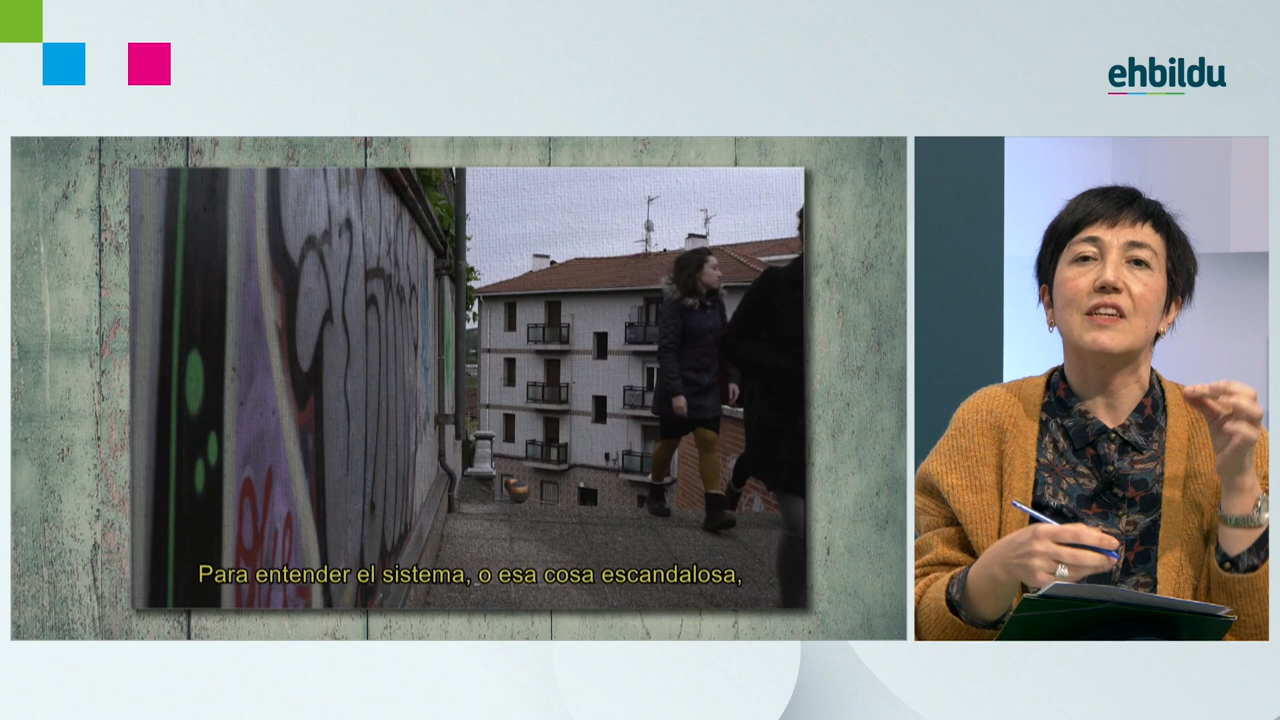 ehbildu
Para entender el sistema, o esa cosa escandalosa,